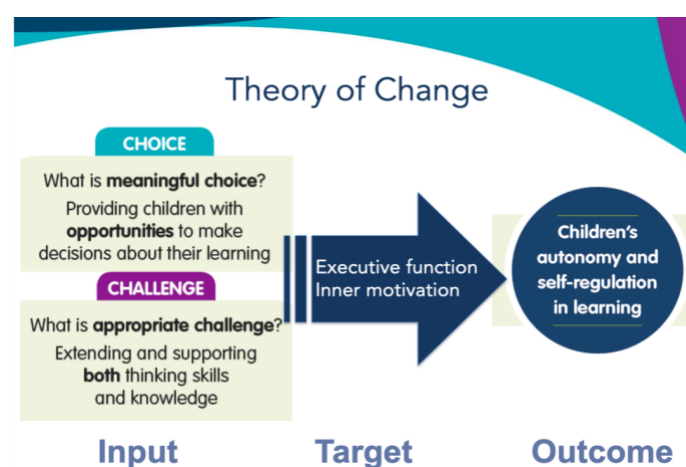 Theory of Change
CHOICE
What is meaningful choice?
Providing children with
opportunities to make
decisions about their learning
CHALLENGE
What is appropriate challenge?
Extending and supporting
both thinking skills
and knowledge
Executive function
Inner motivation
Children's
autonomy and
self-regulation
in learning
Input
Target
Outcome